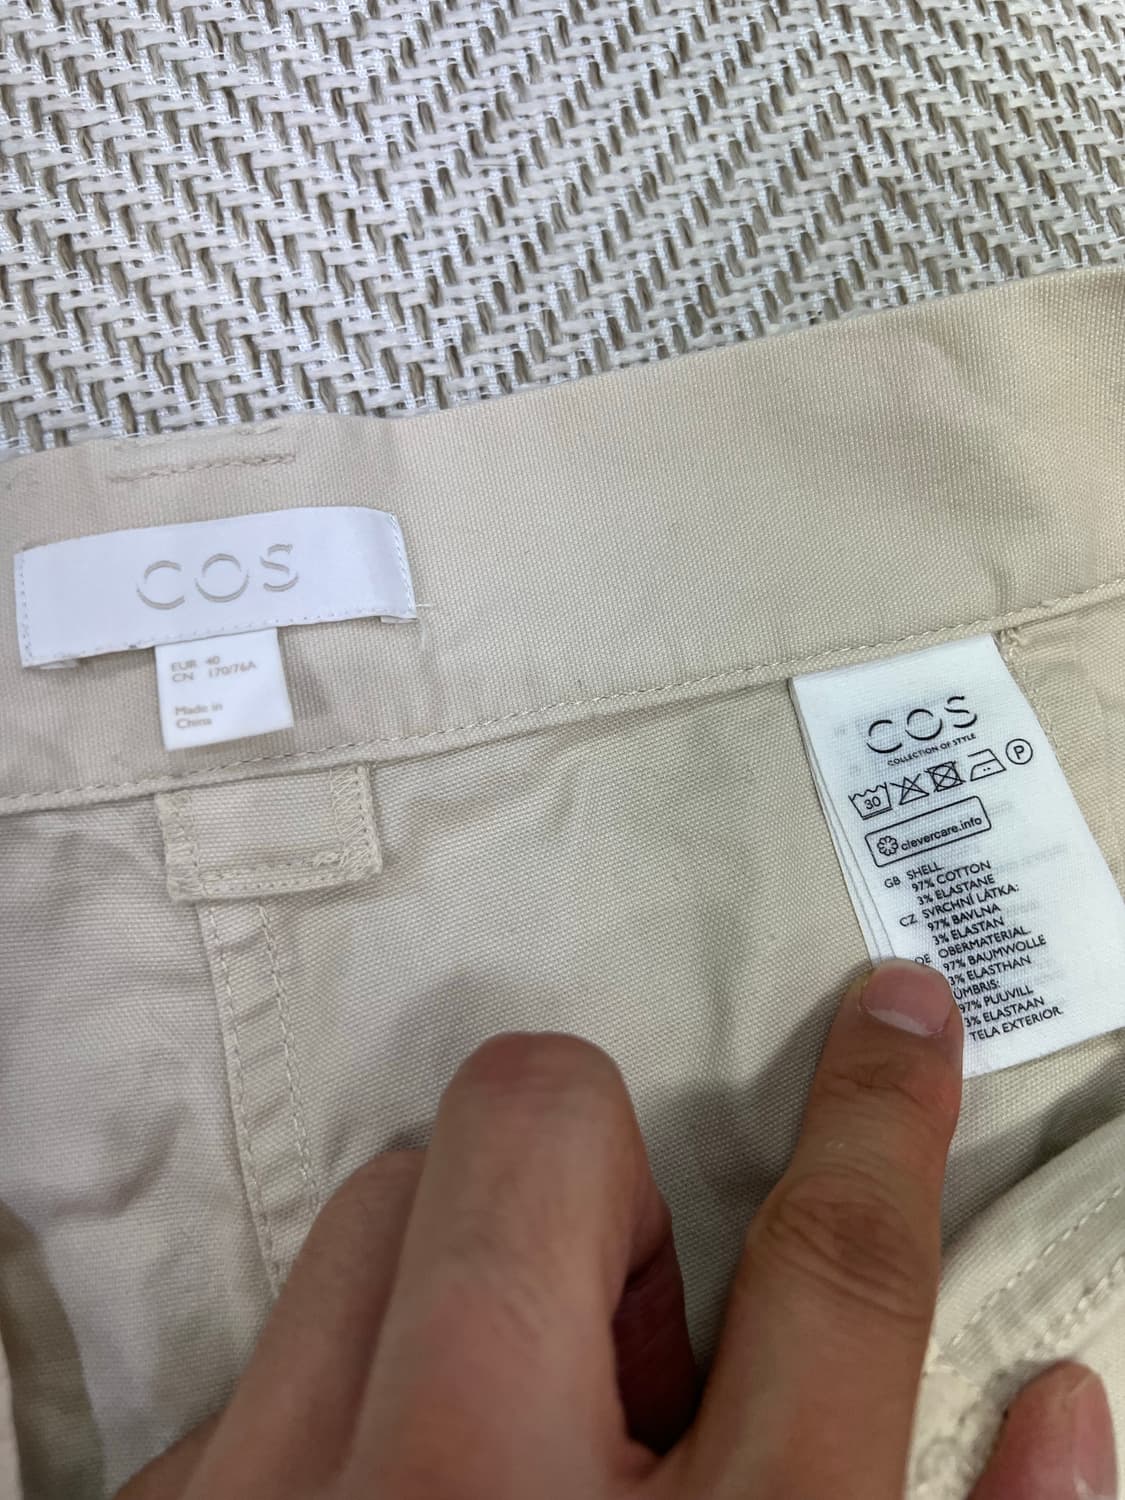 COS
EUR 40
CN 170/76A
Made in
China
COS
COLLECTION OF STYLE
30
P
clevercare.info
GB SHELL
97% COTTON
3% ELASTANE
CZ SVRCHNÍ LÁTKA:
97% BAVLNA
3% ELASTAN
DE OBERMATERIAL
97% BAUMWOLLE
3% ELASTHAN
ÜMBRIS:
97% PUUVILL
3% ELASTAAN
TELA EXTERIOR